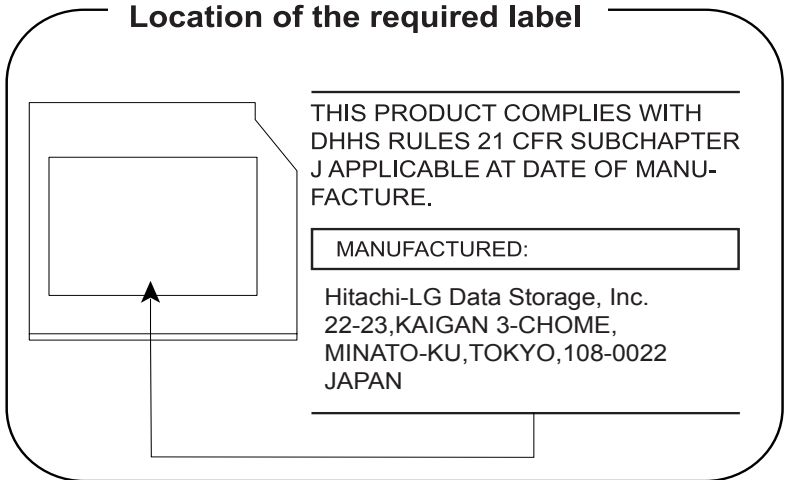 Location of the required label
THIS PRODUCT COMPLIES WITH
DHHS RULES 21 CFR SUBCHAPTER
J APPLICABLE AT DATE OF MANU-
FACTURE.
MANUFACTURED:
Hitachi-LG Data Storage, Inc.
22-23,KAIGAN 3-CHOME,
MINATO-KU,TOKYO,108-0022
JAPAN